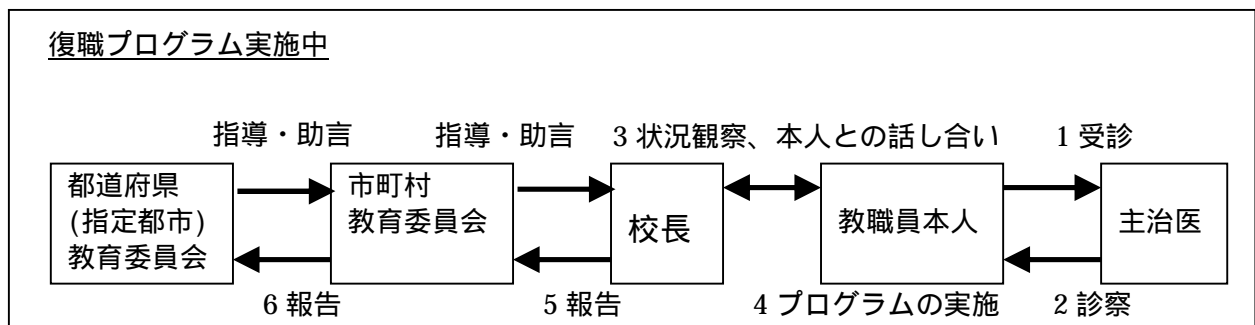 復職プログラム実施中
指導・助言
指導・助言
3 状況観察、本人との話し合い
1 受診
都道府県
(指定都市)
教育委員会
市町村
教育委員会
校長
教職員本人
主治医
6 報告
5 報告
4 プログラムの実施
2 診察